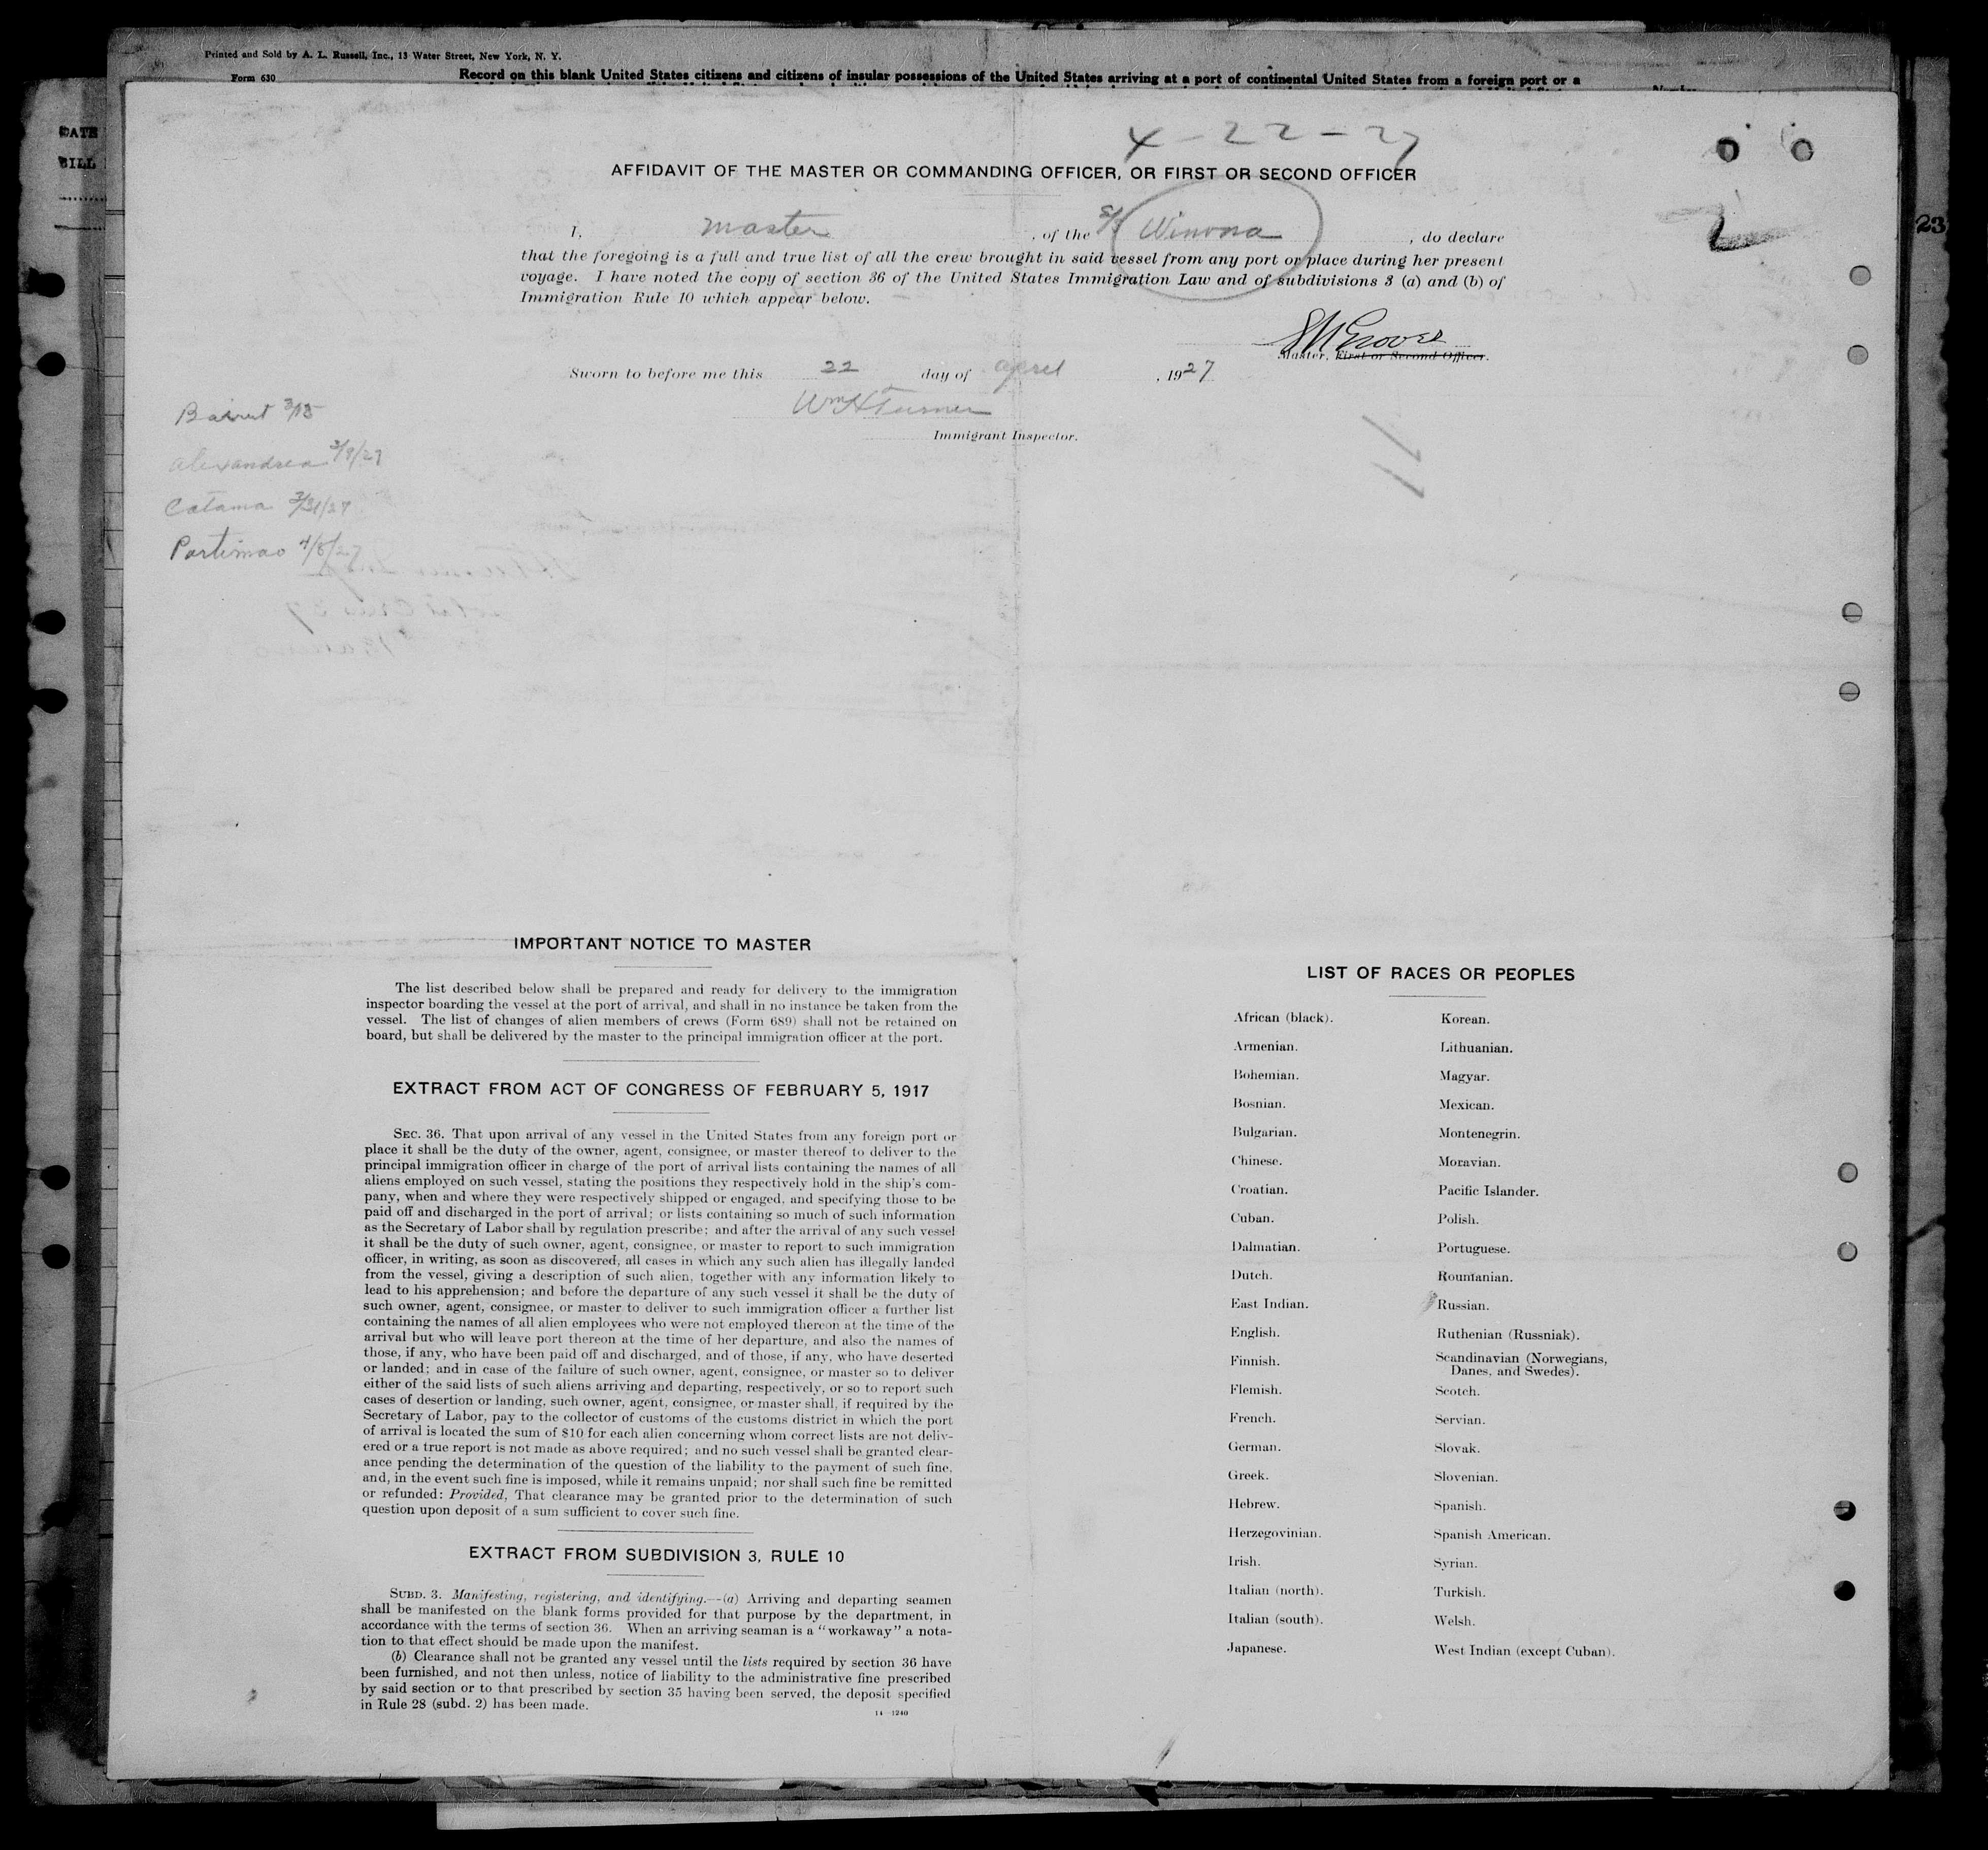 Printed and Sold by A. L. Russell, Inc., 13 Water Street, New York, N. Y.
Form 630
Record on this blank United States citizens and citizens of insular possessions of the United States arriving at a port of continental United States from a foreign port or a
DATE
BILL
23
4-22-27
AFFIDAVIT OF THE MASTER OR COMMANDING OFFICER, OR FIRST OR SECOND OFFICER
I, master, of the S/S Winona, do declare
that the foregoing is a full and true list of all the crew brought in said vessel from any port or place during her present
voyage. I have noted the copy of section 36 of the United States Immigration Law and of subdivisions 3 (a) and (b) of
Immigration Rule 10 which appear below.
Master, First or Second Officer.
Sworn to before me this 22 day of april, 1927
Wm H Turner
Immigrant Inspector.
11
Bairut 3/15
Alexandrea 3/9/27
Catama 3/31/27
Portimao 4/8/27
IMPORTANT NOTICE TO MASTER
The list described below shall be prepared and ready for delivery to the immigration
inspector boarding the vessel at the port of arrival, and shall in no instance be taken from the
vessel. The list of changes of alien members of crews (Form 689) shall not be retained on
board, but shall be delivered by the master to the principal immigration officer at the port.
EXTRACT FROM ACT OF CONGRESS OF FEBRUARY 5, 1917
SEC. 36. That upon arrival of any vessel in the United States from any foreign port or
place it shall be the duty of the owner, agent, consignee, or master thereof to deliver to the
principal immigration officer in charge of the port of arrival lists containing the names of all
aliens employed on such vessel, stating the positions they respectively hold in the ship's com-
pany, when and where they were respectively shipped or engaged, and specifying those to be
paid off and discharged in the port of arrival; or lists containing so much of such information
as the Secretary of Labor shall by regulation prescribe; and after the arrival of any such vessel
it shall be the duty of such owner, agent, consignee, or master to report to such immigration
officer, in writing, as soon as discovered, all cases in which any such alien has illegally landed
from the vessel, giving a description of such alien, together with any information likely to
lead to his apprehension; and before the departure of any such vessel it shall be the duty of
such owner, agent, consignee, or master to deliver to such immigration officer a further list
containing the names of all alien employees who were not employed thereon at the time of the
arrival but who will leave port thereon at the time of her departure, and also the names of
those, if any, who have been paid off and discharged, and of those, if any, who have deserted
or landed; and in case of the failure of such owner, agent, consignee, or master so to deliver
either of the said lists of such aliens arriving and departing, respectively, or so to report such
cases of desertion or landing, such owner, agent, consignee, or master shall, if required by the
Secretary of Labor, pay to the collector of customs of the customs district in which the port
of arrival is located the sum of $10 for each alien concerning whom correct lists are not deliv-
ered or a true report is not made as above required; and no such vessel shall be granted clear-
ance pending the determination of the question of the liability to the payment of such fine,
and, in the event such fine is imposed, while it remains unpaid; nor shall such fine be remitted
or refunded: Provided, That clearance may be granted prior to the determination of such
question upon deposit of a sum sufficient to cover such fine.
EXTRACT FROM SUBDIVISION 3, RULE 10
SUBD. 3. Manifesting, registering, and identifying.—(a) Arriving and departing seamen
shall be manifested on the blank forms provided for that purpose by the department, in
accordance with the terms of section 36. When an arriving seaman is a "workaway" a nota-
tion to that effect should be made upon the manifest.
(b) Clearance shall not be granted any vessel until the lists required by section 36 have
been furnished, and not then unless, notice of liability to the administrative fine prescribed
by said section or to that prescribed by section 35 having been served, the deposit specified
in Rule 28 (subd. 2) has been made.
14—1240
LIST OF RACES OR PEOPLES
African (black).
Armenian.
Bohemian.
Bosnian.
Bulgarian.
Chinese.
Croatian.
Cuban.
Dalmatian.
Dutch.
East Indian.
English.
Finnish.
Flemish.
French.
German.
Greek.
Hebrew.
Herzegovinian.
Irish.
Italian (north).
Italian (south).
Japanese.
Korean.
Lithuanian.
Magyar.
Mexican.
Montenegrin.
Moravian.
Pacific Islander.
Polish.
Portuguese.
Roumanian.
Russian.
Ruthenian (Russniak).
Scandinavian (Norwegians,
Danes, and Swedes).
Scotch.
Servian.
Slovak.
Slovenian.
Spanish.
Spanish American.
Syrian.
Turkish.
Welsh.
West Indian (except Cuban).